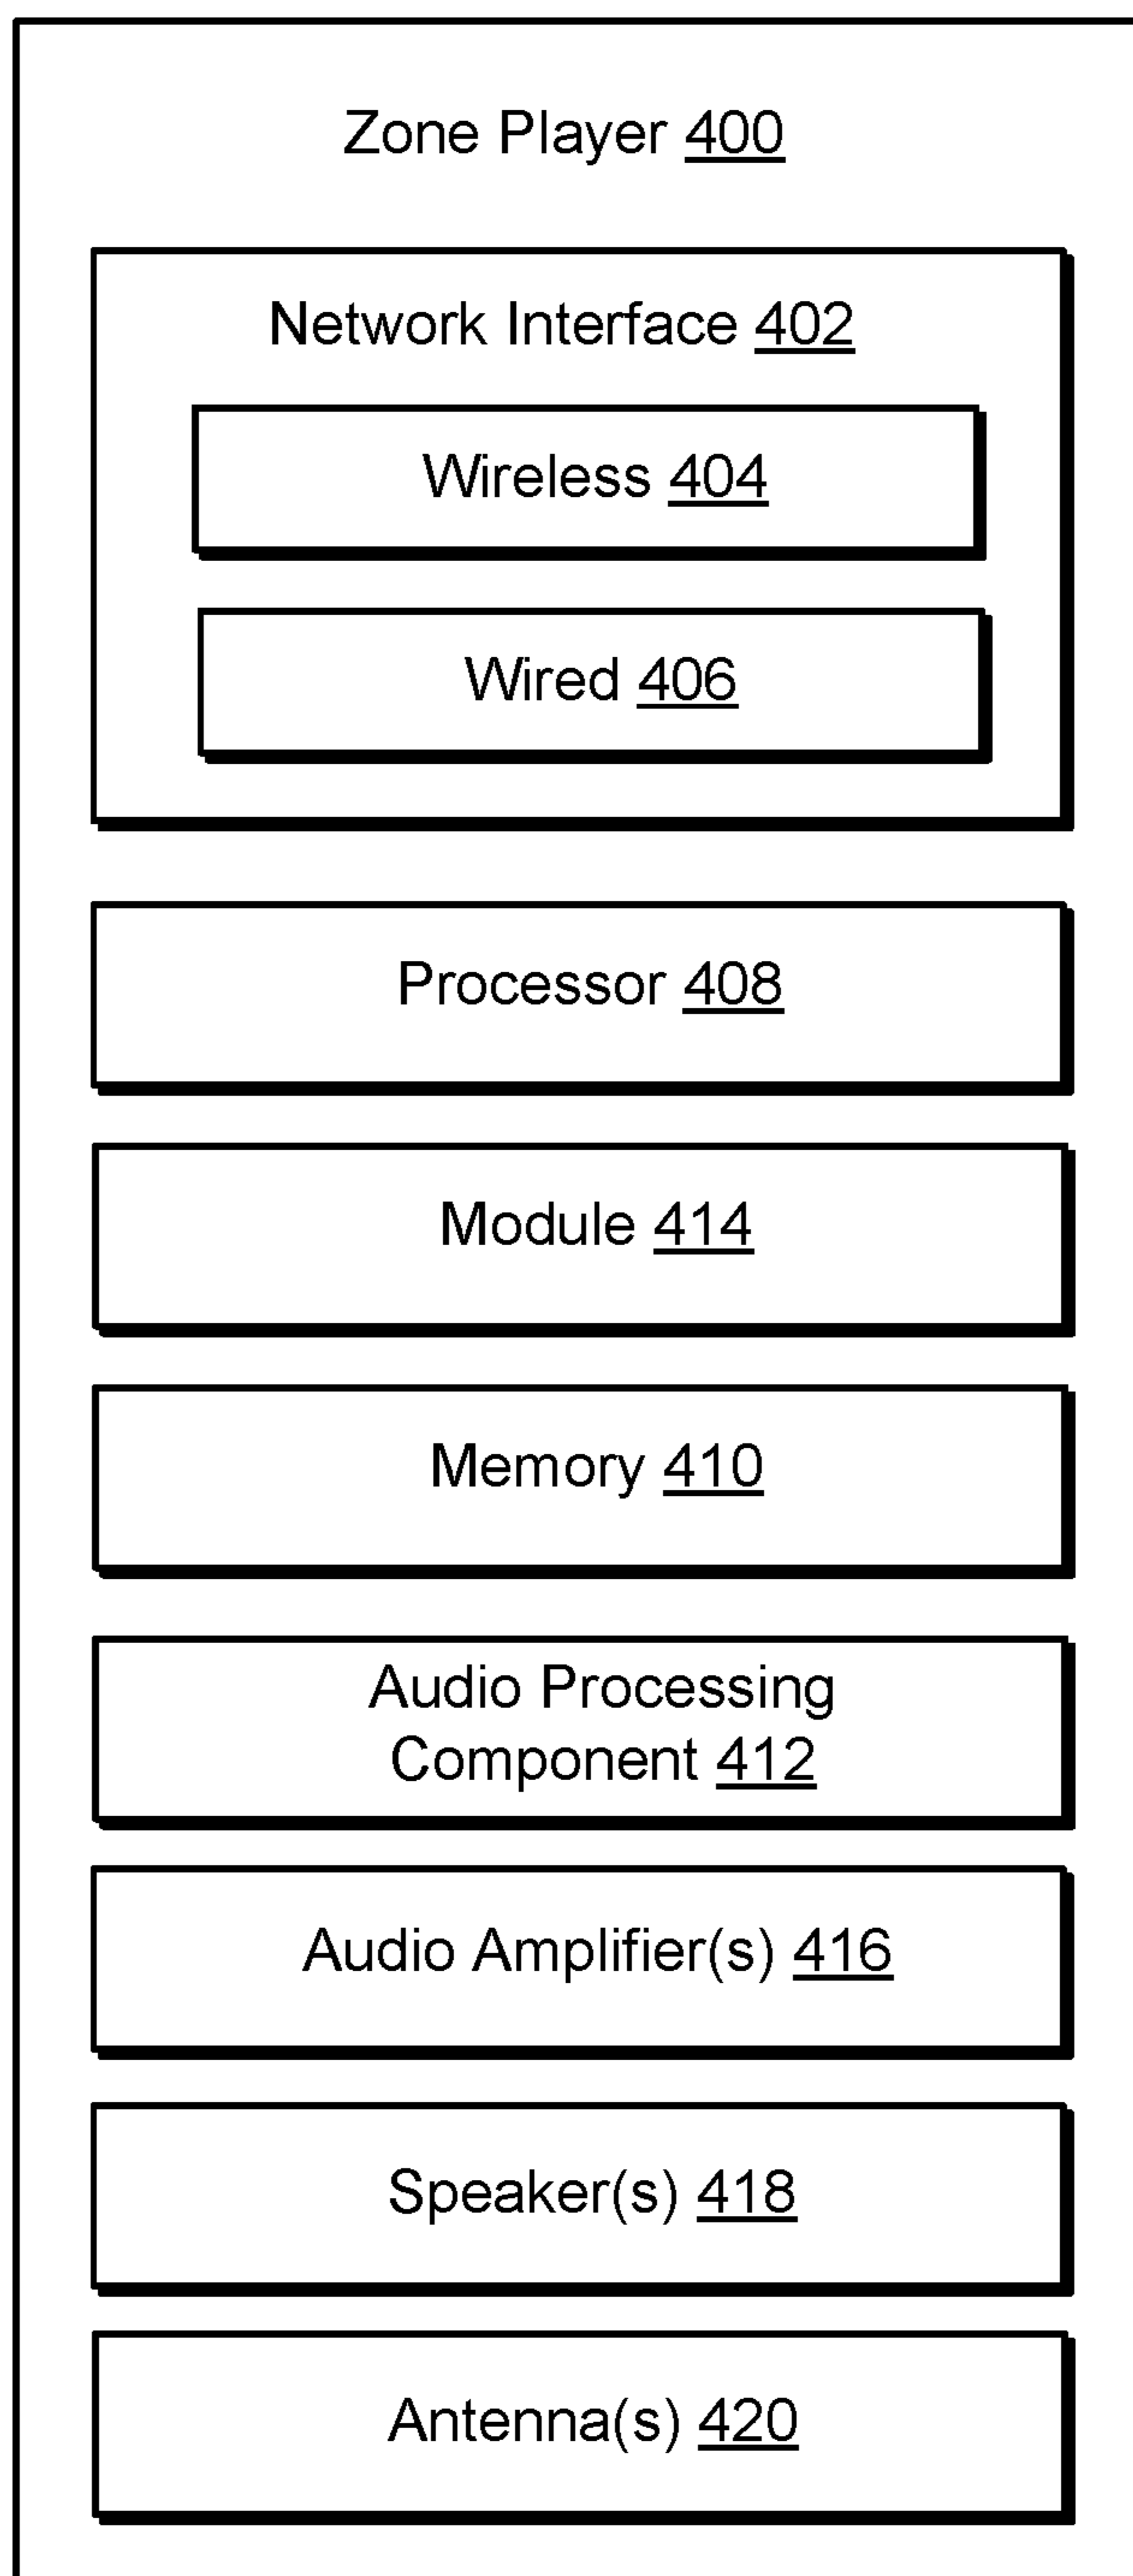 Zone Player 400
Network Interface 402
Wireless 404
Wired 406
Processor 408
Module 414
Memory 410
Audio Processing
Component 412
Audio Amplifier(s) 416
Speaker(s) 418
Antenna(s) 420